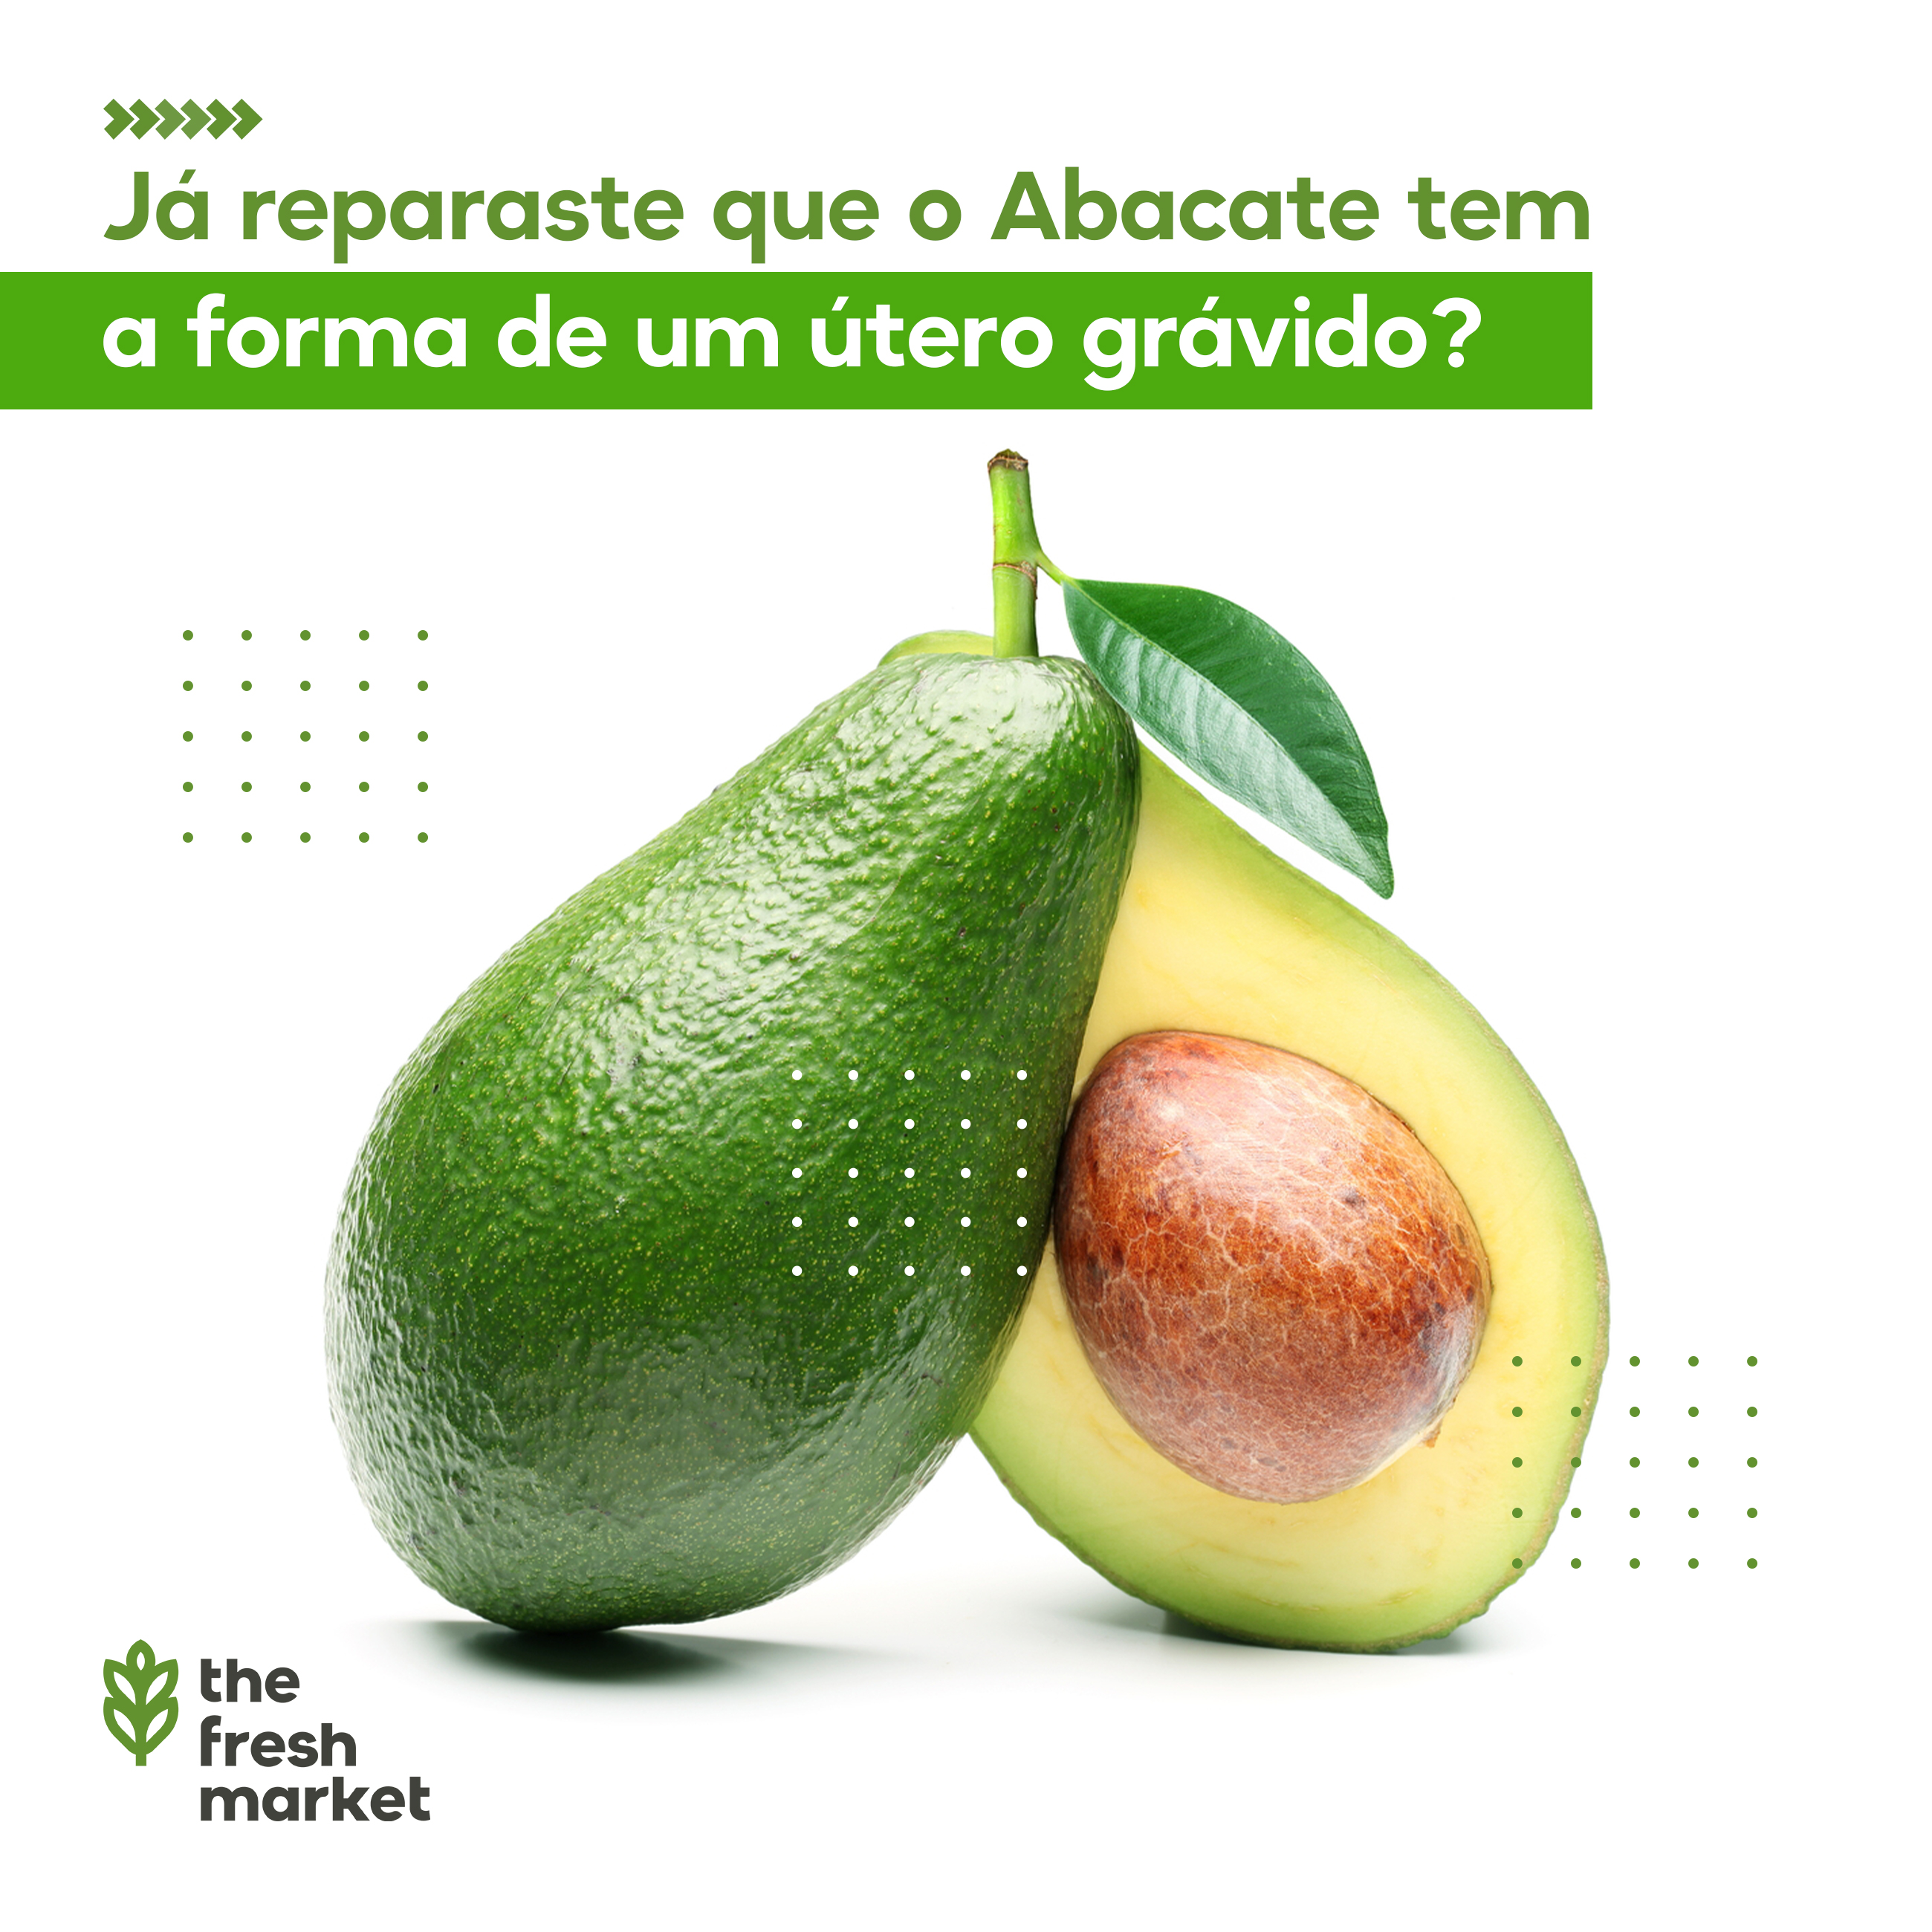 Já reparaste que o Abacate tem
a forma de um útero grávido?
the
fresh
market